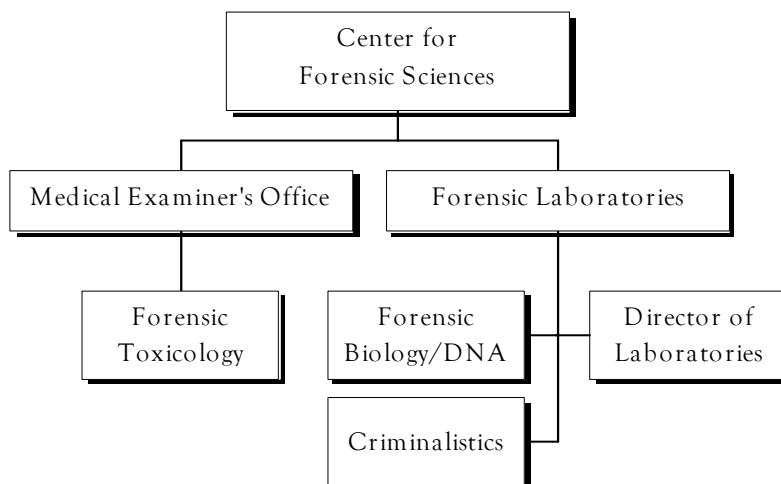 Center for
Forensic Sciences
Medical Examiner's Office
Forensic Laboratories
Forensic
Toxicology
Forensic
Biology/DNA
Director of
Laboratories
Criminalistics